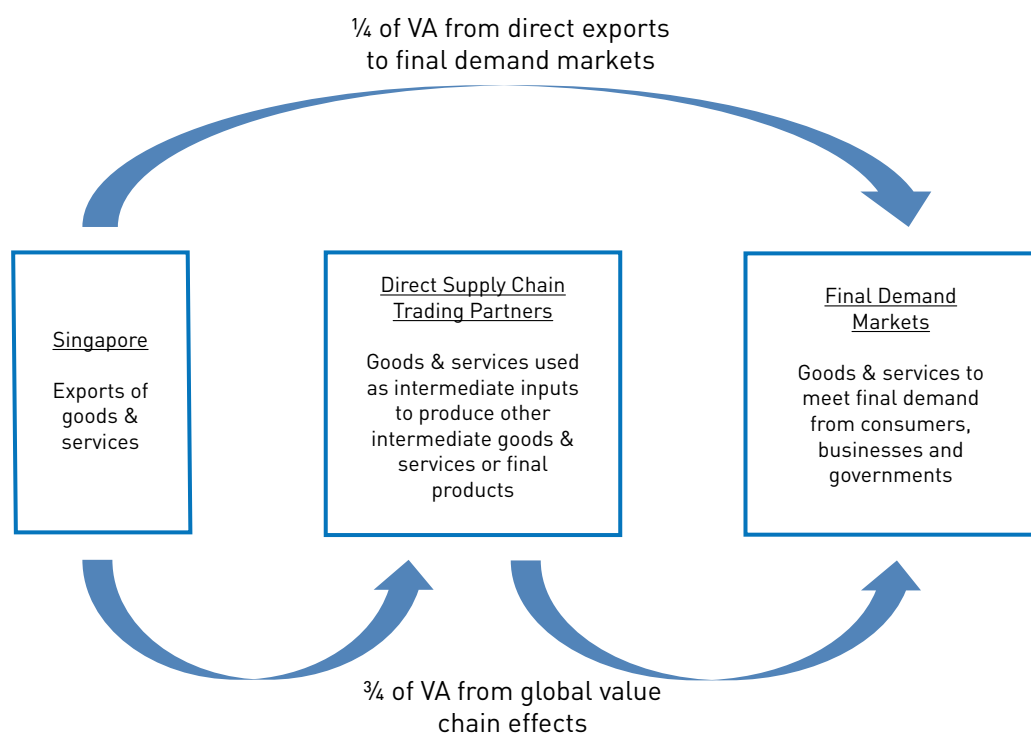 ¼ of VA from direct exports
to final demand markets
Singapore
Exports of
goods &
services
Direct Supply Chain
Trading Partners
Goods & services used
as intermediate inputs
to produce other
intermediate goods &
services or final
products
Final Demand
Markets
Goods & services to
meet final demand
from consumers,
businesses and
governments
¾ of VA from global value
chain effects